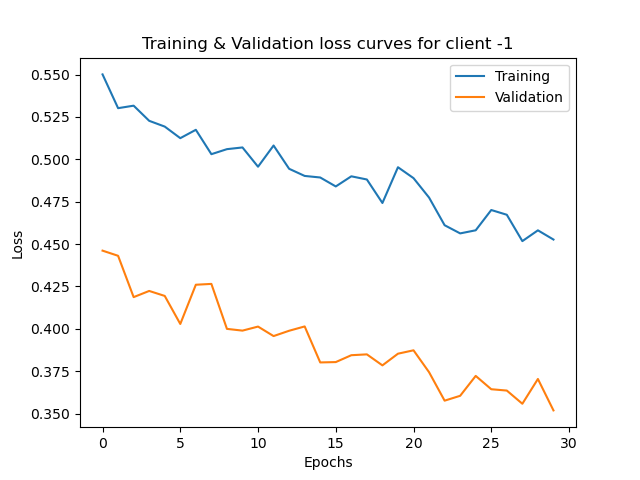 Training & Validation loss curves for client -1
Training
Validation
Loss
0.550
0.525
0.500
0.475
0.450
0.425
0.400
0.375
0.350
0 5 10 15 20 25 30
Epochs